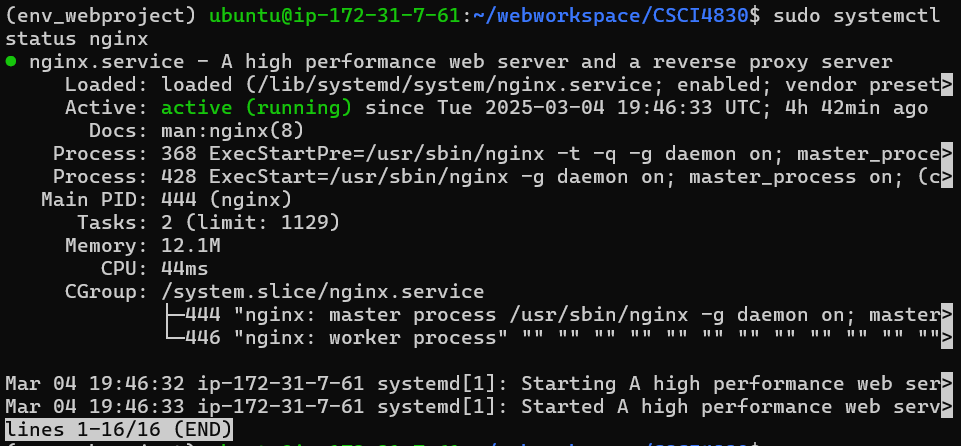 (env_webproject) ubuntu@ip-172-31-7-61:~/webworkspace/CSCI4830$ sudo systemctl
status nginx
● nginx.service - A high performance web server and a reverse proxy server
Loaded: loaded (/lib/systemd/system/nginx.service; enabled; vendor preset>
Active: active (running) since Tue 2025-03-04 19:46:33 UTC; 4h 42min ago
Docs: man:nginx(8)
Process: 368 ExecStartPre=/usr/sbin/nginx -t -q -g daemon on; master_proce>
Process: 428 ExecStart=/usr/sbin/nginx -g daemon on; master_process on; (c>
Main PID: 444 (nginx)
Tasks: 2 (limit: 1129)
Memory: 12.1M
CPU: 44ms
CGroup: /system.slice/nginx.service
├─444 "nginx: master process /usr/sbin/nginx -g daemon on; master>
└─446 "nginx: worker process" "" "" "" "" "" "" "" "" "" "" "" "">
Mar 04 19:46:32 ip-172-31-7-61 systemd[1]: Starting A high performance web ser>
Mar 04 19:46:33 ip-172-31-7-61 systemd[1]: Started A high performance web serv>
lines 1-16/16 (END)